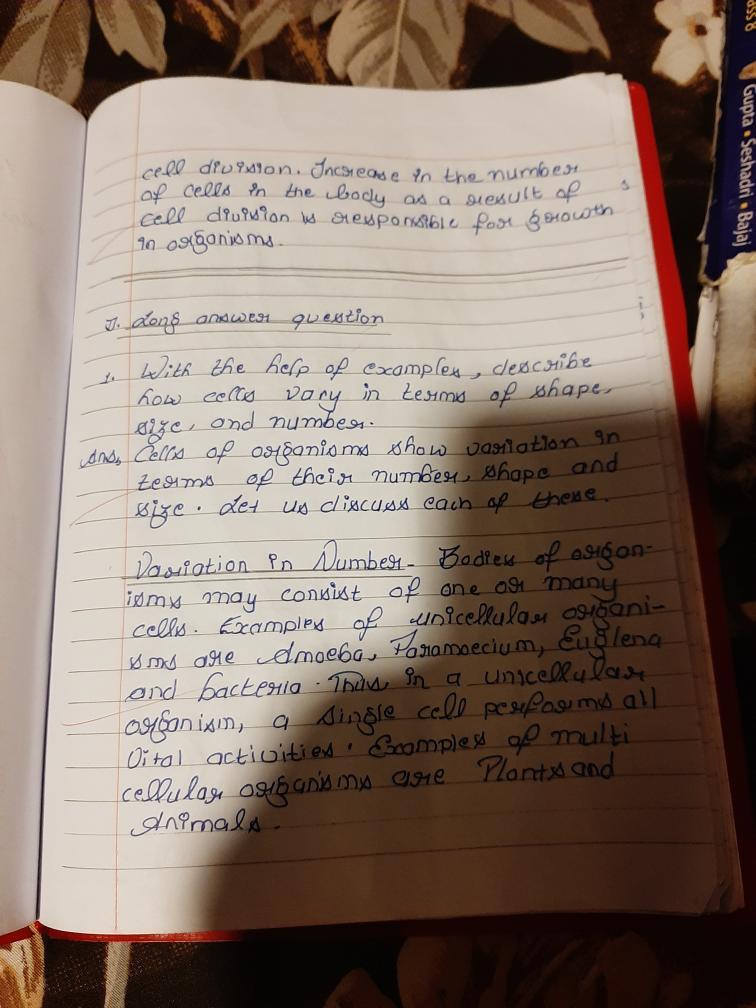 cell division. Increase in the number
of cells in the body as a result of
cell division is responsible for growth
in organisms.
J. Long answer question
1. With the help of examples, describe
how cells vary in terms of shape,
size, and number.
Ans, Cells of organisms show variation in
terms of their number, shape and
size. Let us discuss each of these.
Variation in Number- Bodies of organ-
isms may consist of one or many
cells. Examples of unicellular organi-
sms are Amoeba, Paramoecium, Euglena
and bacteria. Thus in a unicellular
organism, a single cell performs all
Vital activities. Examples of multi
cellular organisms are Plants and
Animals.
Gupta • Seshadri • Bajaj